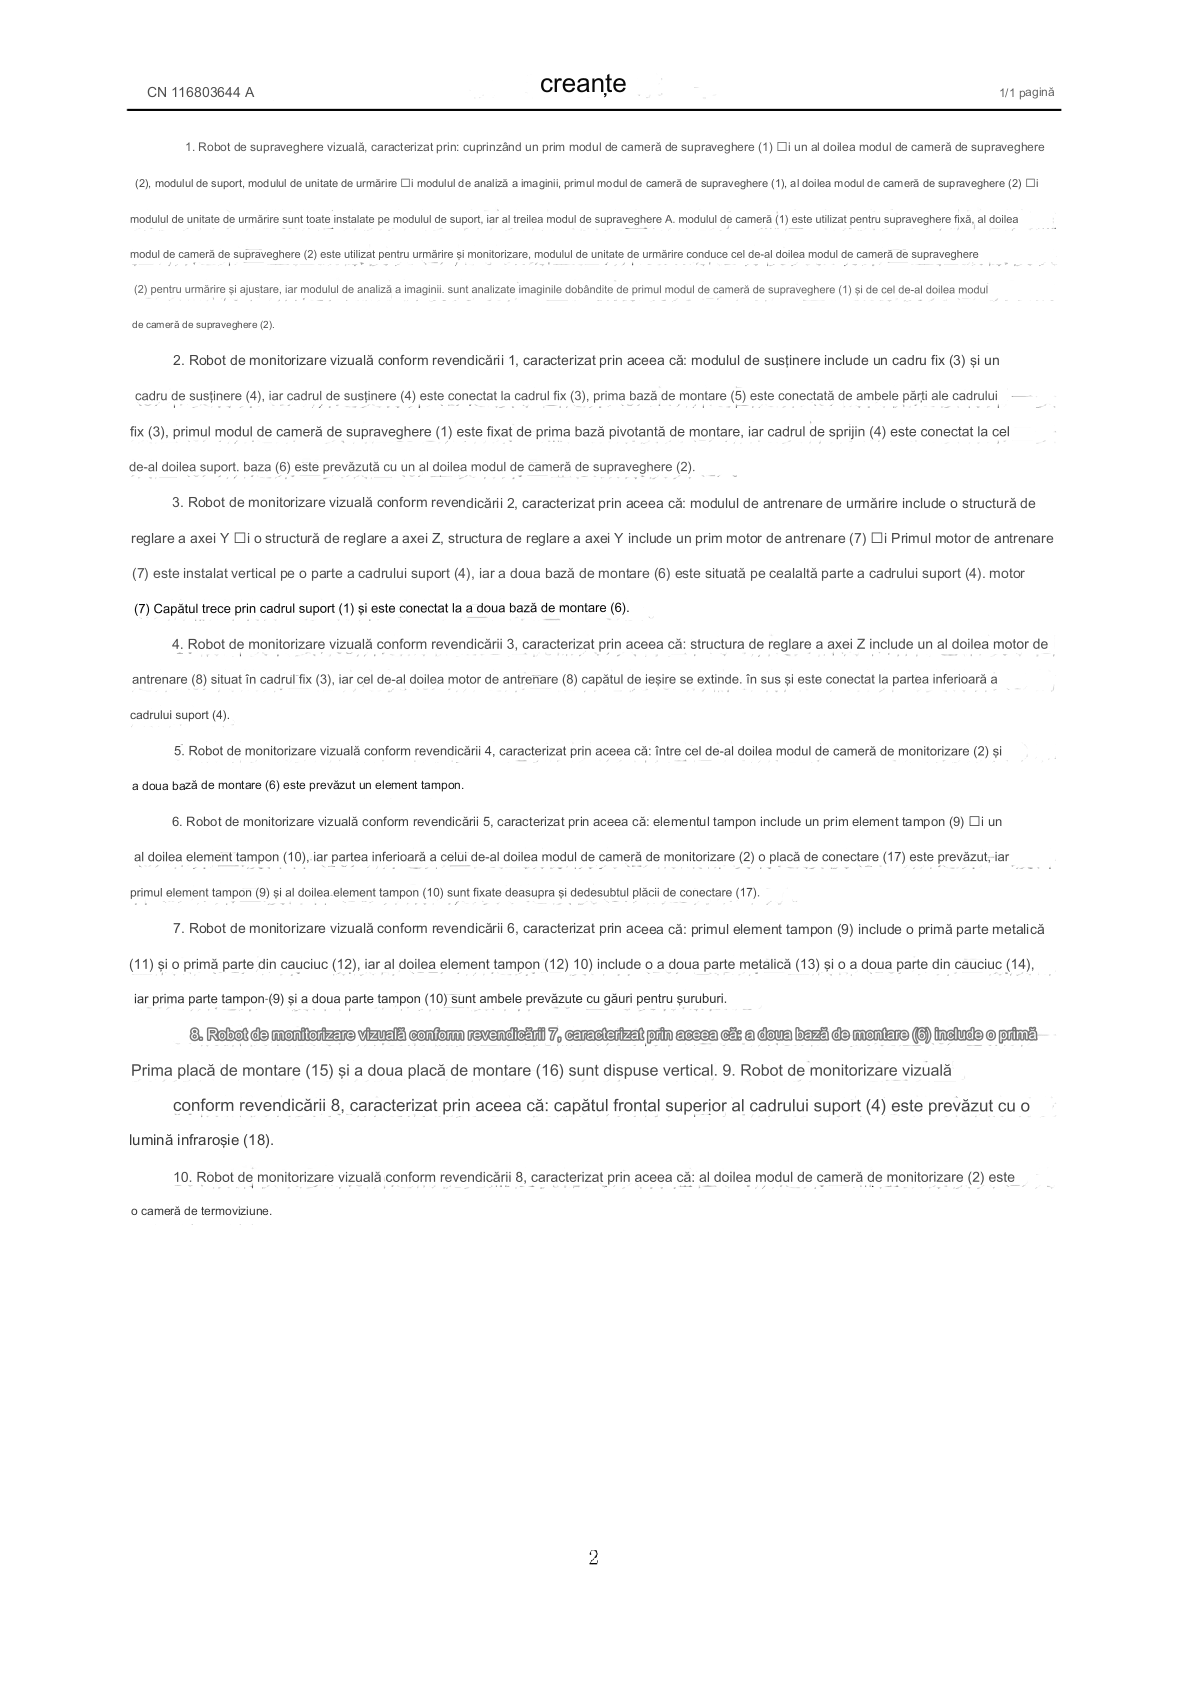 CN 116803644 A
creanțe
1/1 pagină
1. Robot de supraveghere vizuală, caracterizat prin: cuprinzând un prim modul de cameră de supraveghere (1) □i un al doilea modul de cameră de supraveghere
(2), modulul de suport, modulul de unitate de urmărire □i modulul de analiză a imaginii, primul modul de cameră de supraveghere (1), al doilea modul de cameră de supraveghere (2) □i
modulul de unitate de urmărire sunt toate instalate pe modulul de suport, iar al treilea modul de supraveghere A. modulul de cameră (1) este utilizat pentru supraveghere fixă, al doilea
modul de cameră de supraveghere (2) este utilizat pentru urmărire și monitorizare, modulul de unitate de urmărire conduce cel de-al doilea modul de cameră de supraveghere
(2) pentru urmărire și ajustare, iar modulul de analiză a imaginii. sunt analizate imaginile dobândite de primul modul de cameră de supraveghere (1) și de cel de-al doilea modul
de cameră de supraveghere (2).
2. Robot de monitorizare vizuală conform revendicării 1, caracterizat prin aceea că: modulul de susținere include un cadru fix (3) și un
cadru de susținere (4), iar cadrul de susținere (4) este conectat la cadrul fix (3), prima bază de montare (5) este conectată de ambele părți ale cadrului
fix (3), primul modul de cameră de supraveghere (1) este fixat de prima bază pivotantă de montare, iar cadrul de sprijin (4) este conectat la cel
de-al doilea suport. baza (6) este prevăzută cu un al doilea modul de cameră de supraveghere (2).
3. Robot de monitorizare vizuală conform revendicării 2, caracterizat prin aceea că: modulul de antrenare de urmărire include o structură de
reglare a axei Y □i o structură de reglare a axei Z, structura de reglare a axei Y include un prim motor de antrenare (7) □i Primul motor de antrenare
(7) este instalat vertical pe o parte a cadrului suport (4), iar a doua bază de montare (6) este situată pe cealaltă parte a cadrului suport (4). motor
(7) Capătul trece prin cadrul suport (1) și este conectat la a doua bază de montare (6).
4. Robot de monitorizare vizuală conform revendicării 3, caracterizat prin aceea că: structura de reglare a axei Z include un al doilea motor de
antrenare (8) situat în cadrul fix (3), iar cel de-al doilea motor de antrenare (8) capătul de ieșire se extinde. în sus și este conectat la partea inferioară a
cadrului suport (4).
5. Robot de monitorizare vizuală conform revendicării 4, caracterizat prin aceea că: între cel de-al doilea modul de cameră de monitorizare (2) și
a doua bază de montare (6) este prevăzut un element tampon.
6. Robot de monitorizare vizuală conform revendicării 5, caracterizat prin aceea că: elementul tampon include un prim element tampon (9) □i un
al doilea element tampon (10), iar partea inferioară a celui de-al doilea modul de cameră de monitorizare (2) o placă de conectare (17) este prevăzut, iar
primul element tampon (9) și al doilea element tampon (10) sunt fixate deasupra și dedesubtul plăcii de conectare (17).
7. Robot de monitorizare vizuală conform revendicării 6, caracterizat prin aceea că: primul element tampon (9) include o primă parte metalică
(11) și o primă parte din cauciuc (12), iar al doilea element tampon (12) 10) include o a doua parte metalică (13) și o a doua parte din cauciuc (14),
iar prima parte tampon (9) și a doua parte tampon (10) sunt ambele prevăzute cu găuri pentru șuruburi.
8. Robot de monitorizare vizuală conform revendicării 7, caracterizat prin aceea că: a doua bază de montare (6) include o primă
Prima placă de montare (15) și a doua placă de montare (16) sunt dispuse vertical. 9. Robot de monitorizare vizuală
conform revendicării 8, caracterizat prin aceea că: capătul frontal superior al cadrului suport (4) este prevăzut cu o
lumină infraroșie (18).
10. Robot de monitorizare vizuală conform revendicării 8, caracterizat prin aceea că: al doilea modul de cameră de monitorizare (2) este
o cameră de termoviziune.
2